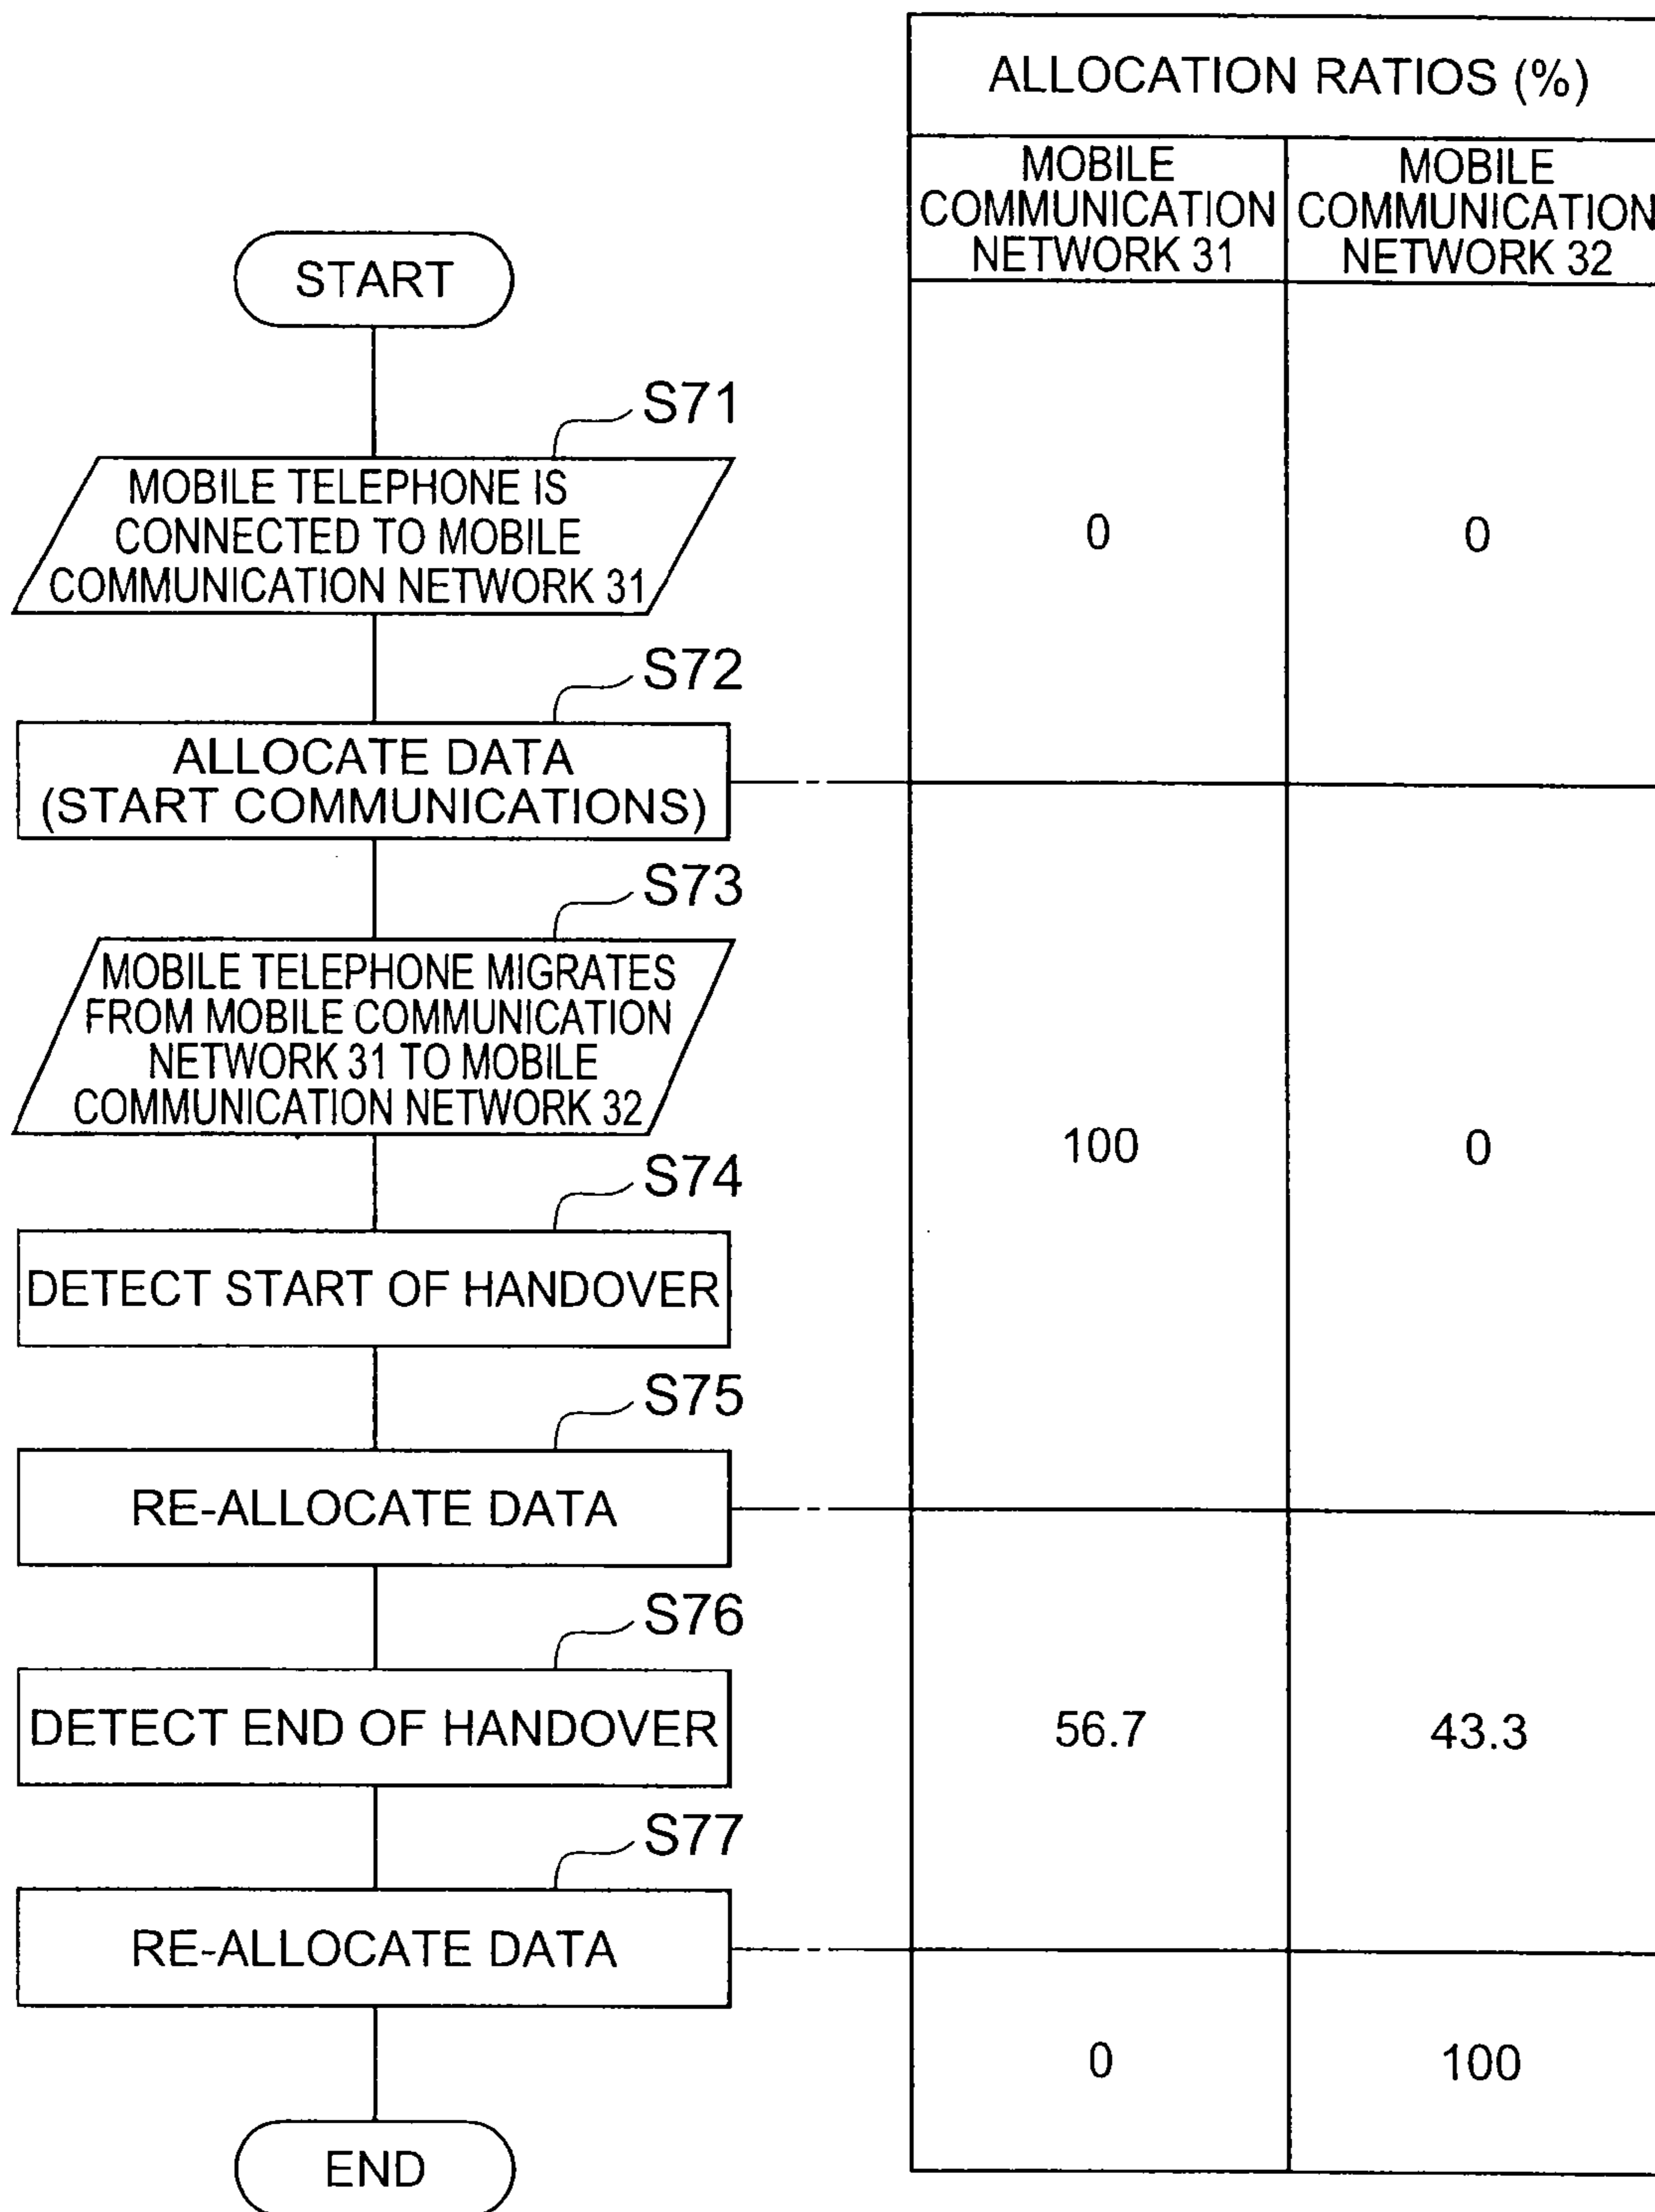 START
S71
MOBILE TELEPHONE IS
CONNECTED TO MOBILE
COMMUNICATION NETWORK 31
S72
ALLOCATE DATA
(START COMMUNICATIONS)
S73
MOBILE TELEPHONE MIGRATES
FROM MOBILE COMMUNICATION
NETWORK 31 TO MOBILE
COMMUNICATION NETWORK 32
S74
DETECT START OF HANDOVER
S75
RE-ALLOCATE DATA
S76
DETECT END OF HANDOVER
S77
RE-ALLOCATE DATA
END
ALLOCATION RATIOS (%)
MOBILE
COMMUNICATION
NETWORK 31
MOBILE
COMMUNICATION
NETWORK 32
0 0
100 0
56.7 43.3
0 100